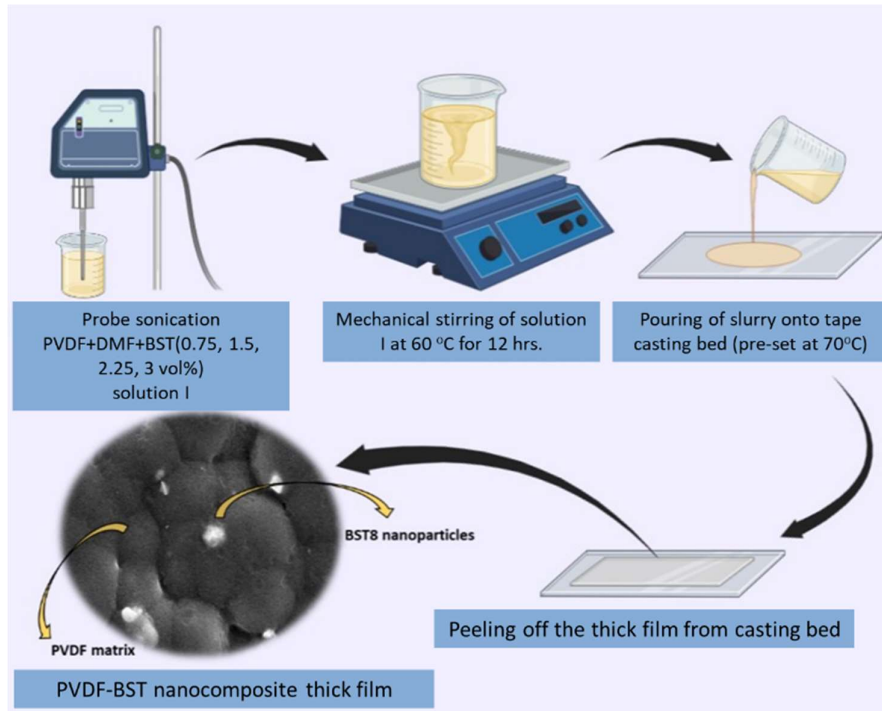 Probe sonication
PVDF+DMF+BST(0.75, 1.5,
2.25, 3 vol%)
solution I
Mechanical stirring of solution
I at 60 °C for 12 hrs.
Pouring of slurry onto tape
casting bed (pre-set at 70°C)
BST8 nanoparticles
PVDF matrix
Peeling off the thick film from casting bed
PVDF-BST nanocomposite thick film